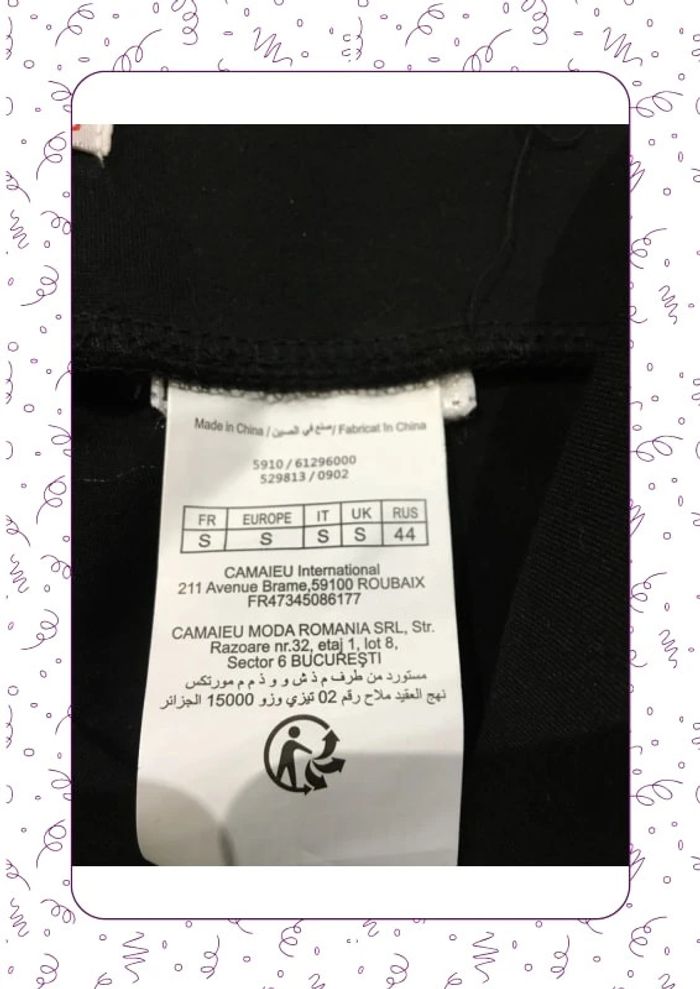 Made in China / صنع في الصين / Fabricat In China
5910 / 61296000
529813 / 0902
FR EUROPE IT UK RUS
S S S S 44
CAMAIEU International
211 Avenue Brame,59100 ROUBAIX
FR47345086177
CAMAIEU MODA ROMANIA SRL, Str.
Razoare nr.32, etaj 1, lot 8,
Sector 6 BUCUREŞTI
مستورد من طرف م ذ ش و و ذ م م مورتكس
نهج العقيد ملاح رقم 02 تيزي وزو 15000 الجزائر